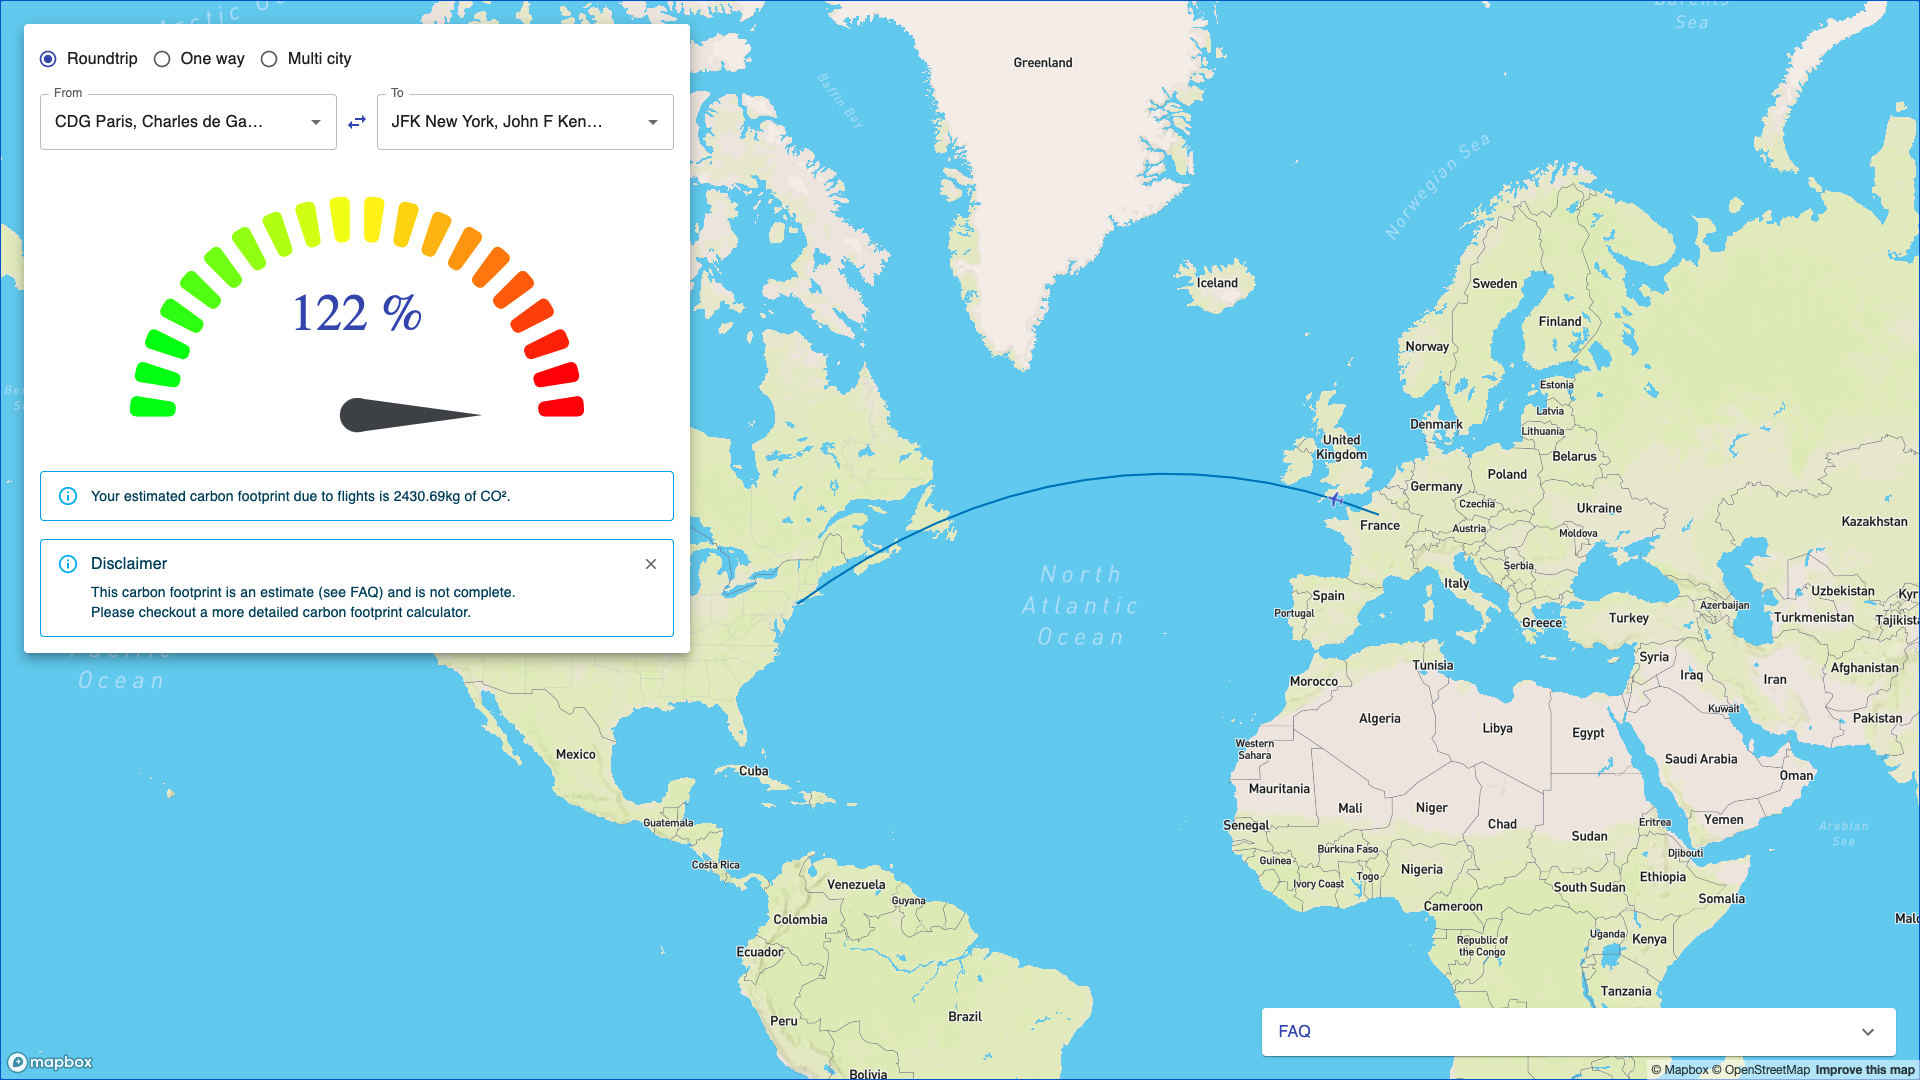 Roundtrip
One way
Multi city
From
CDG Paris, Charles de Ga...
To
JFK New York, John F Ken...
122 %
Your estimated carbon footprint due to flights is 2430.69kg of CO².
Disclaimer
This carbon footprint is an estimate (see FAQ) and is not complete.
Please checkout a more detailed carbon footprint calculator.
Baffin Bay
Greenland
Sea
Norwegian Sea
Iceland
Sweden
Finland
Norway
Estonia
Latvia
Denmark
Lithuania
United
Kingdom
Belarus
Poland
Germany
Czechia
Ukraine
France
Austria
Moldova
Kazakhstan
Serbia
Italy
Spain
Portugal
Greece
Turkey
Azerbaijan
Uzbekistan
Turkmenistan
North
Atlantic
Ocean
Ocean
Syria
Tunisia
Iraq
Iran
Afghanistan
Morocco
Kuwait
Algeria
Libya
Egypt
Pakistan
Western
Sahara
Saudi Arabia
Oman
Mexico
Cuba
Mauritania
Mali
Niger
Chad
Sudan
Eritrea
Yemen
Arabian
Sea
Senegal
Guatemala
Burkina Faso
Djibouti
Guinea
Costa Rica
Togo
Nigeria
Ethiopia
Ivory Coast
South Sudan
Somalia
Venezuela
Guyana
Cameroon
Colombia
Uganda
Kenya
Republic of
the Congo
Ecuador
Tanzania
Peru
Brazil
Bolivia
FAQ
mapbox
© Mapbox © OpenStreetMap Improve this map